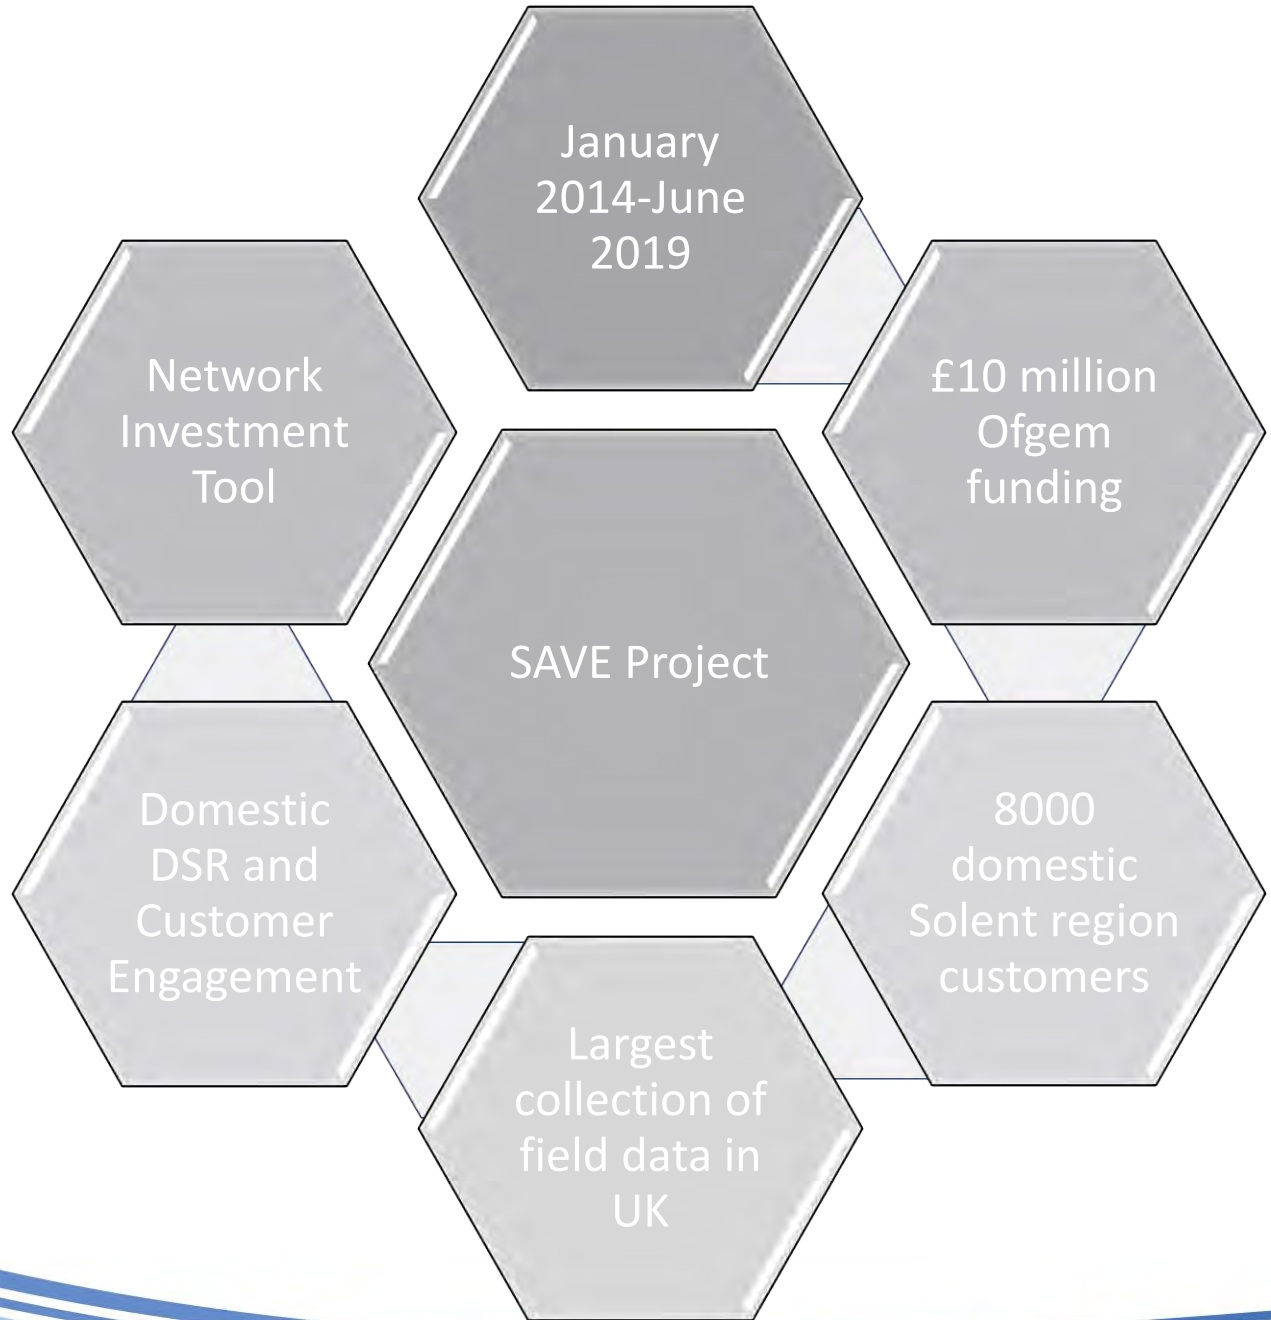 January
2014-June
2019
£10 million
Ofgem
funding
8000
domestic
Solent region
customers
Largest
collection of
field data in
UK
Domestic
DSR and
Customer
Engagement
Network
Investment
Tool
SAVE Project